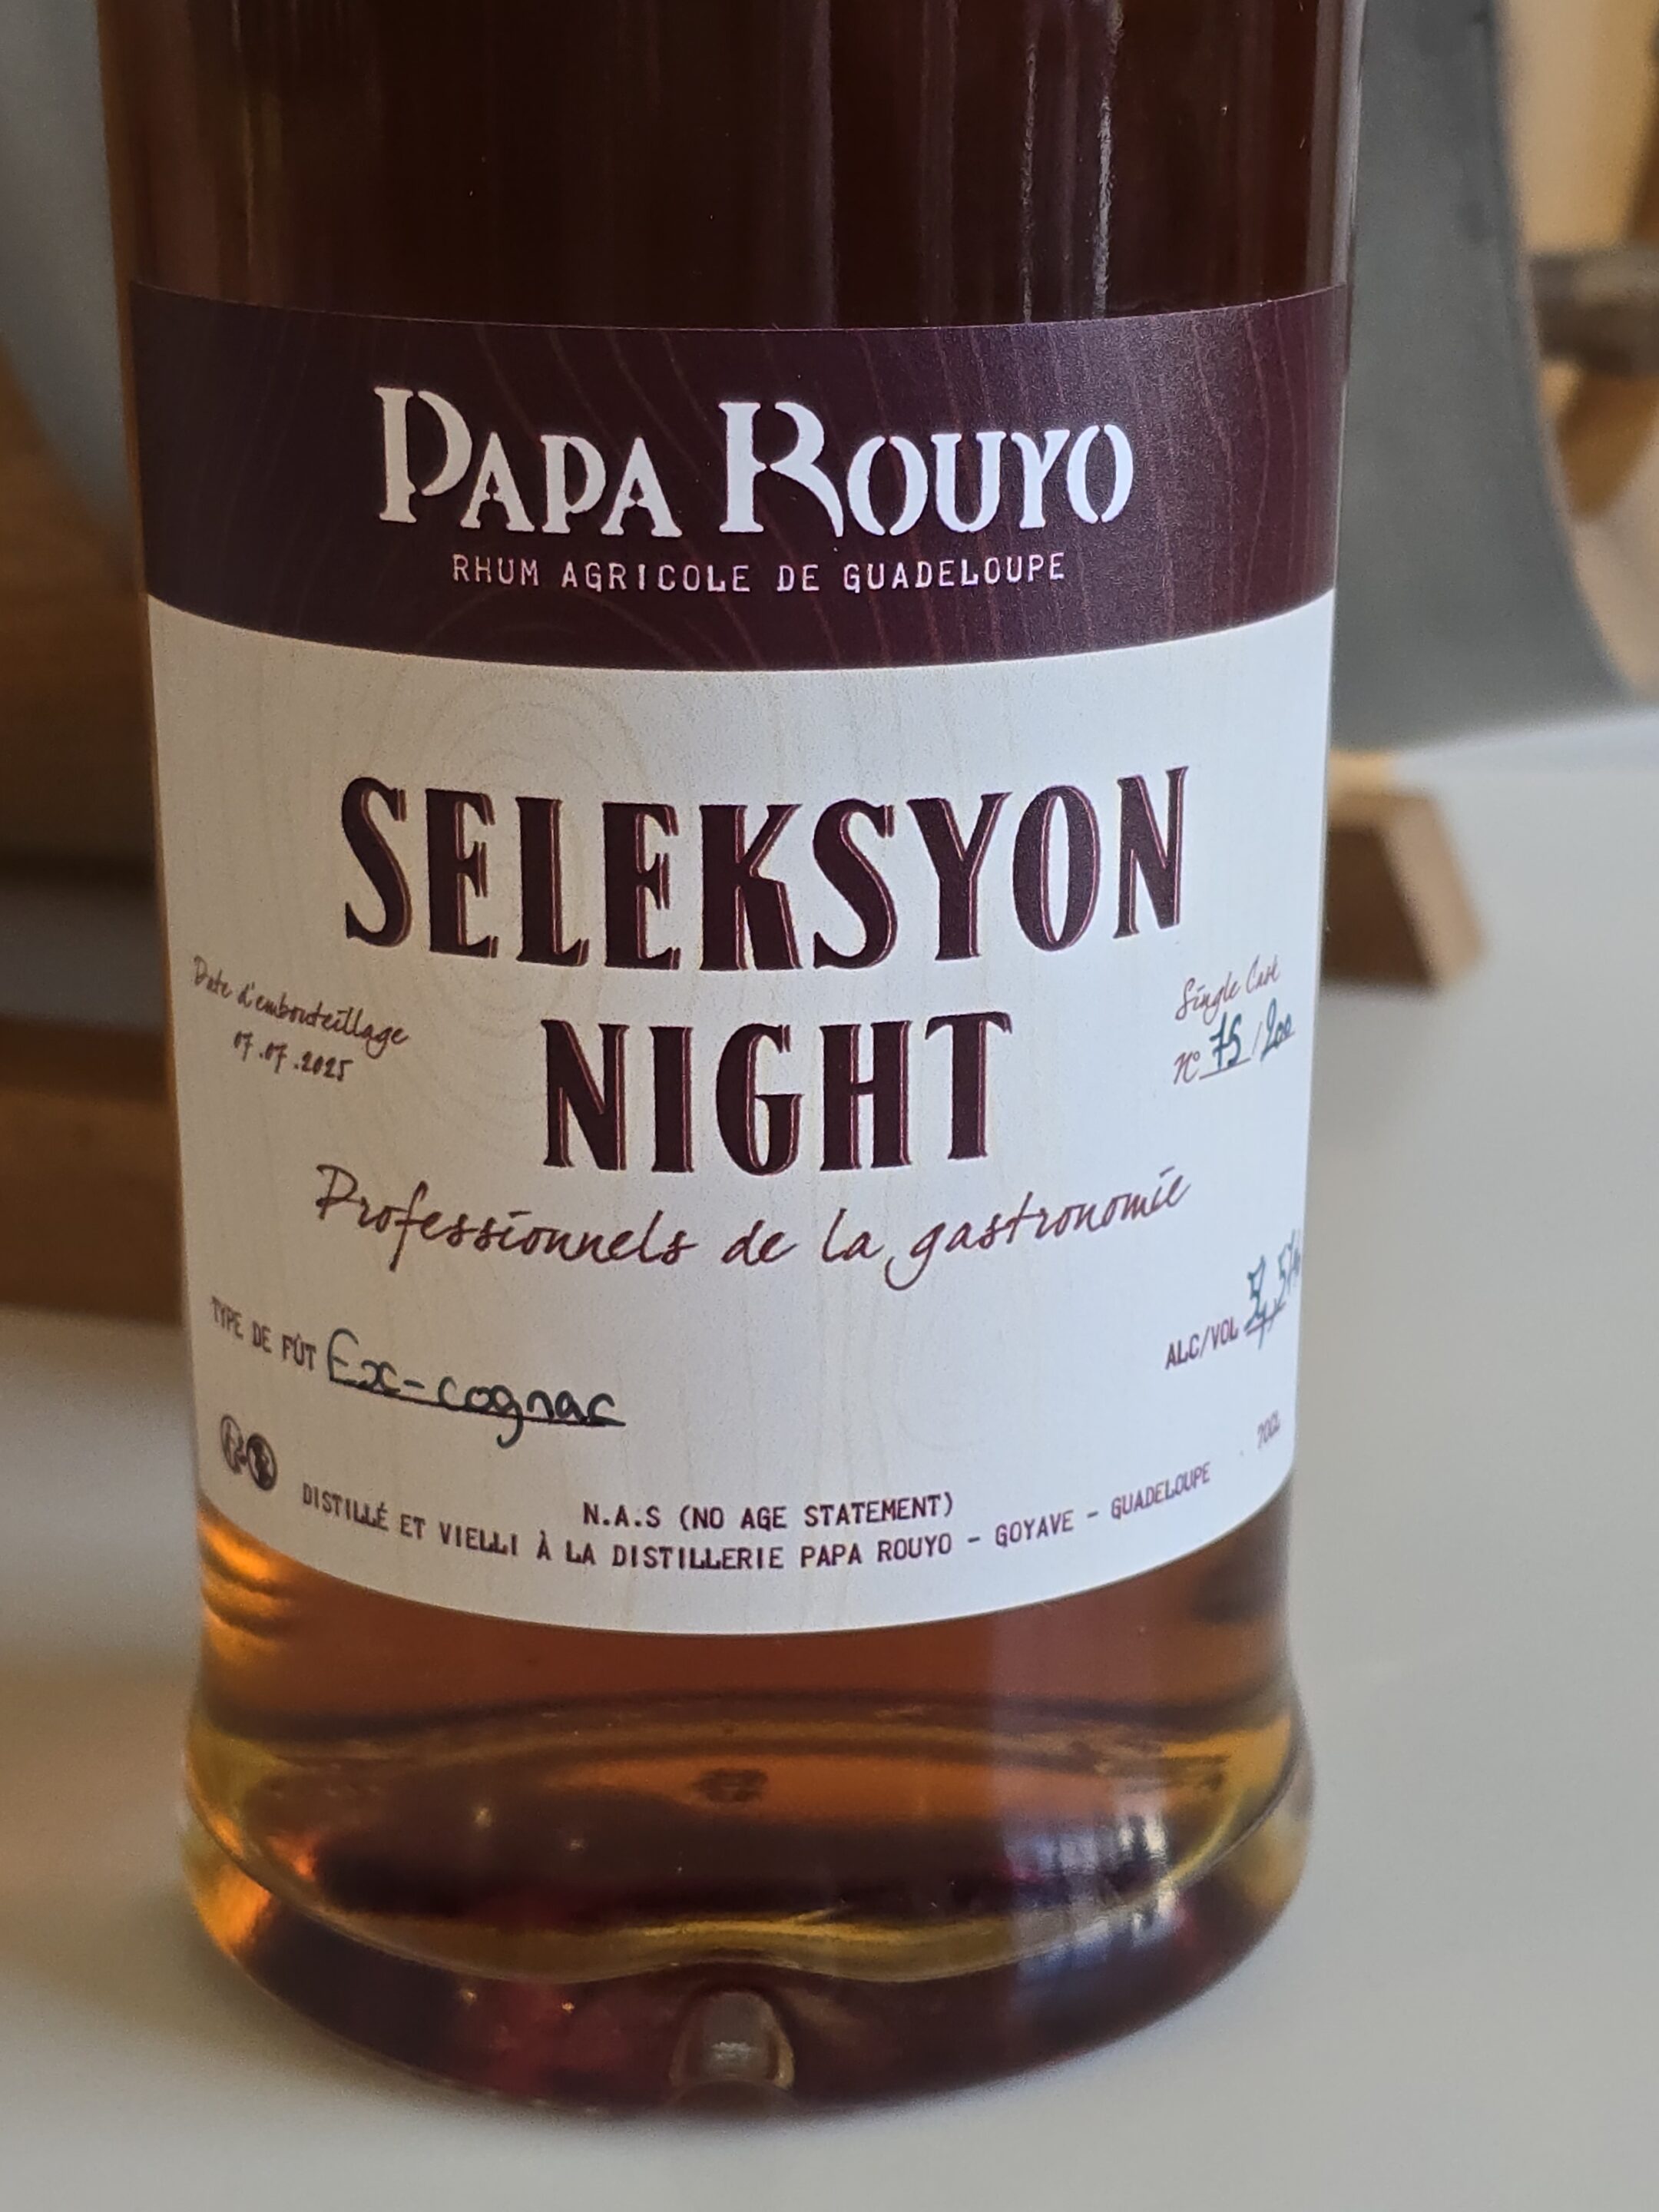 PAPA ROUYO
RHUM AGRICOLE DE GUADELOUPE
SELEKSYON
NIGHT
Date d'embouteillage
07.07.2025
Single Cask
N° 75/200
Professionnels de la gastronomie
TYPE DE FÛT Ex-cognac
ALC/VOL
70CL
N.A.S (NO AGE STATEMENT)
DISTILLÉ ET VIELLI À LA DISTILLERIE PAPA ROUYO - GOYAVE - GUADELOUPE